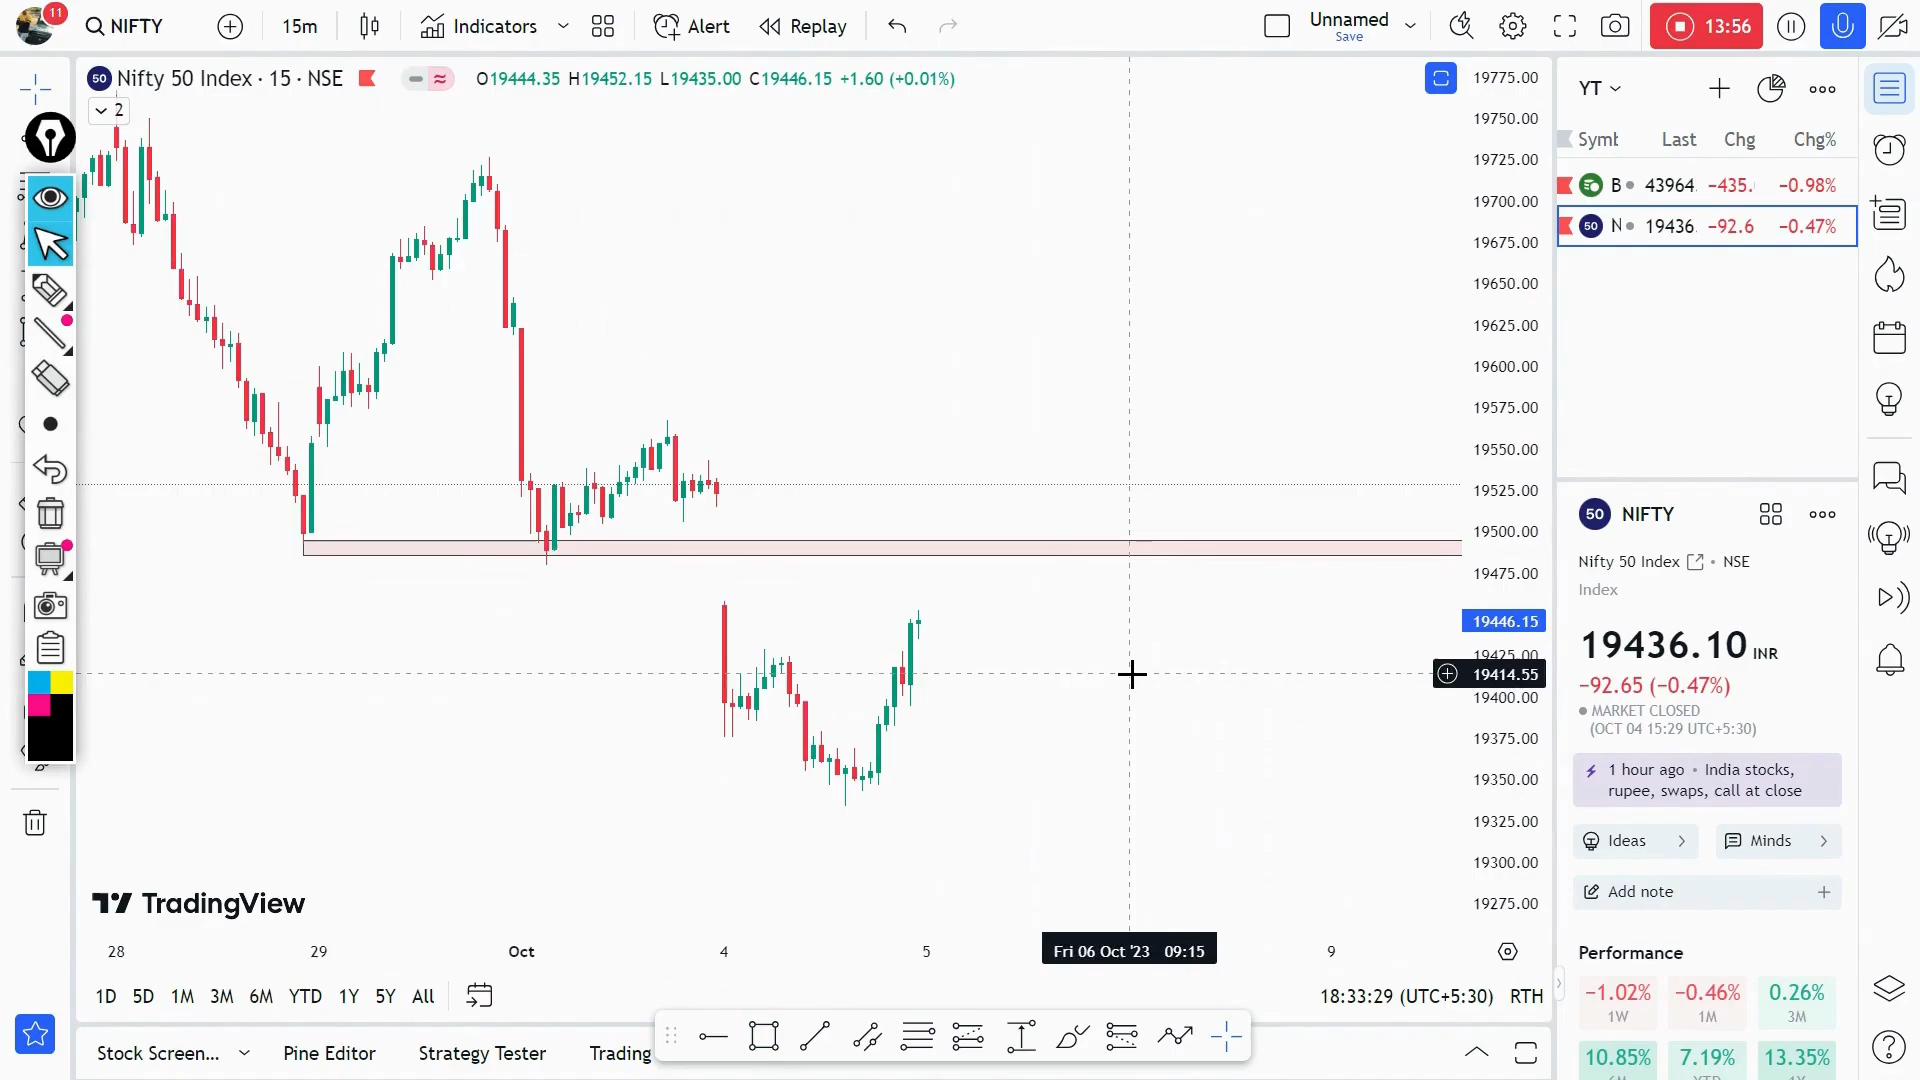 11
NIFTY
15m
Indicators
Alert
Replay
Unnamed
Save
13:56
50 Nifty 50 Index · 15 · NSE
O19444.35 H19452.15 L19435.00 C19446.15 +1.60 (+0.01%)
2
19775.00
19750.00
19725.00
19700.00
19675.00
19650.00
19625.00
19600.00
19575.00
19550.00
19525.00
19500.00
19475.00
19446.15
19425.00
19414.55
19400.00
19375.00
19350.00
19325.00
19300.00
19275.00
TradingView
28
29
Oct
4
5
Fri 06 Oct '23 09:15
9
1D 5D 1M 3M 6M YTD 1Y 5Y All
18:33:29 (UTC+5:30) RTH
Stock Screen...
Pine Editor
Strategy Tester
Trading
YT
Symb Last Chg Chg%
B 43964. −435. −0.98%
50 N 19436. −92.6 −0.47%
50 NIFTY
Nifty 50 Index • NSE
Index
19436.10 INR
−92.65 (−0.47%)
MARKET CLOSED
(OCT 04 15:29 UTC+5:30)
1 hour ago • India stocks,
rupee, swaps, call at close
Ideas
Minds
Add note
Performance
−1.02% −0.46% 0.26%
1W 1M 3M
10.85% 7.19% 13.35%